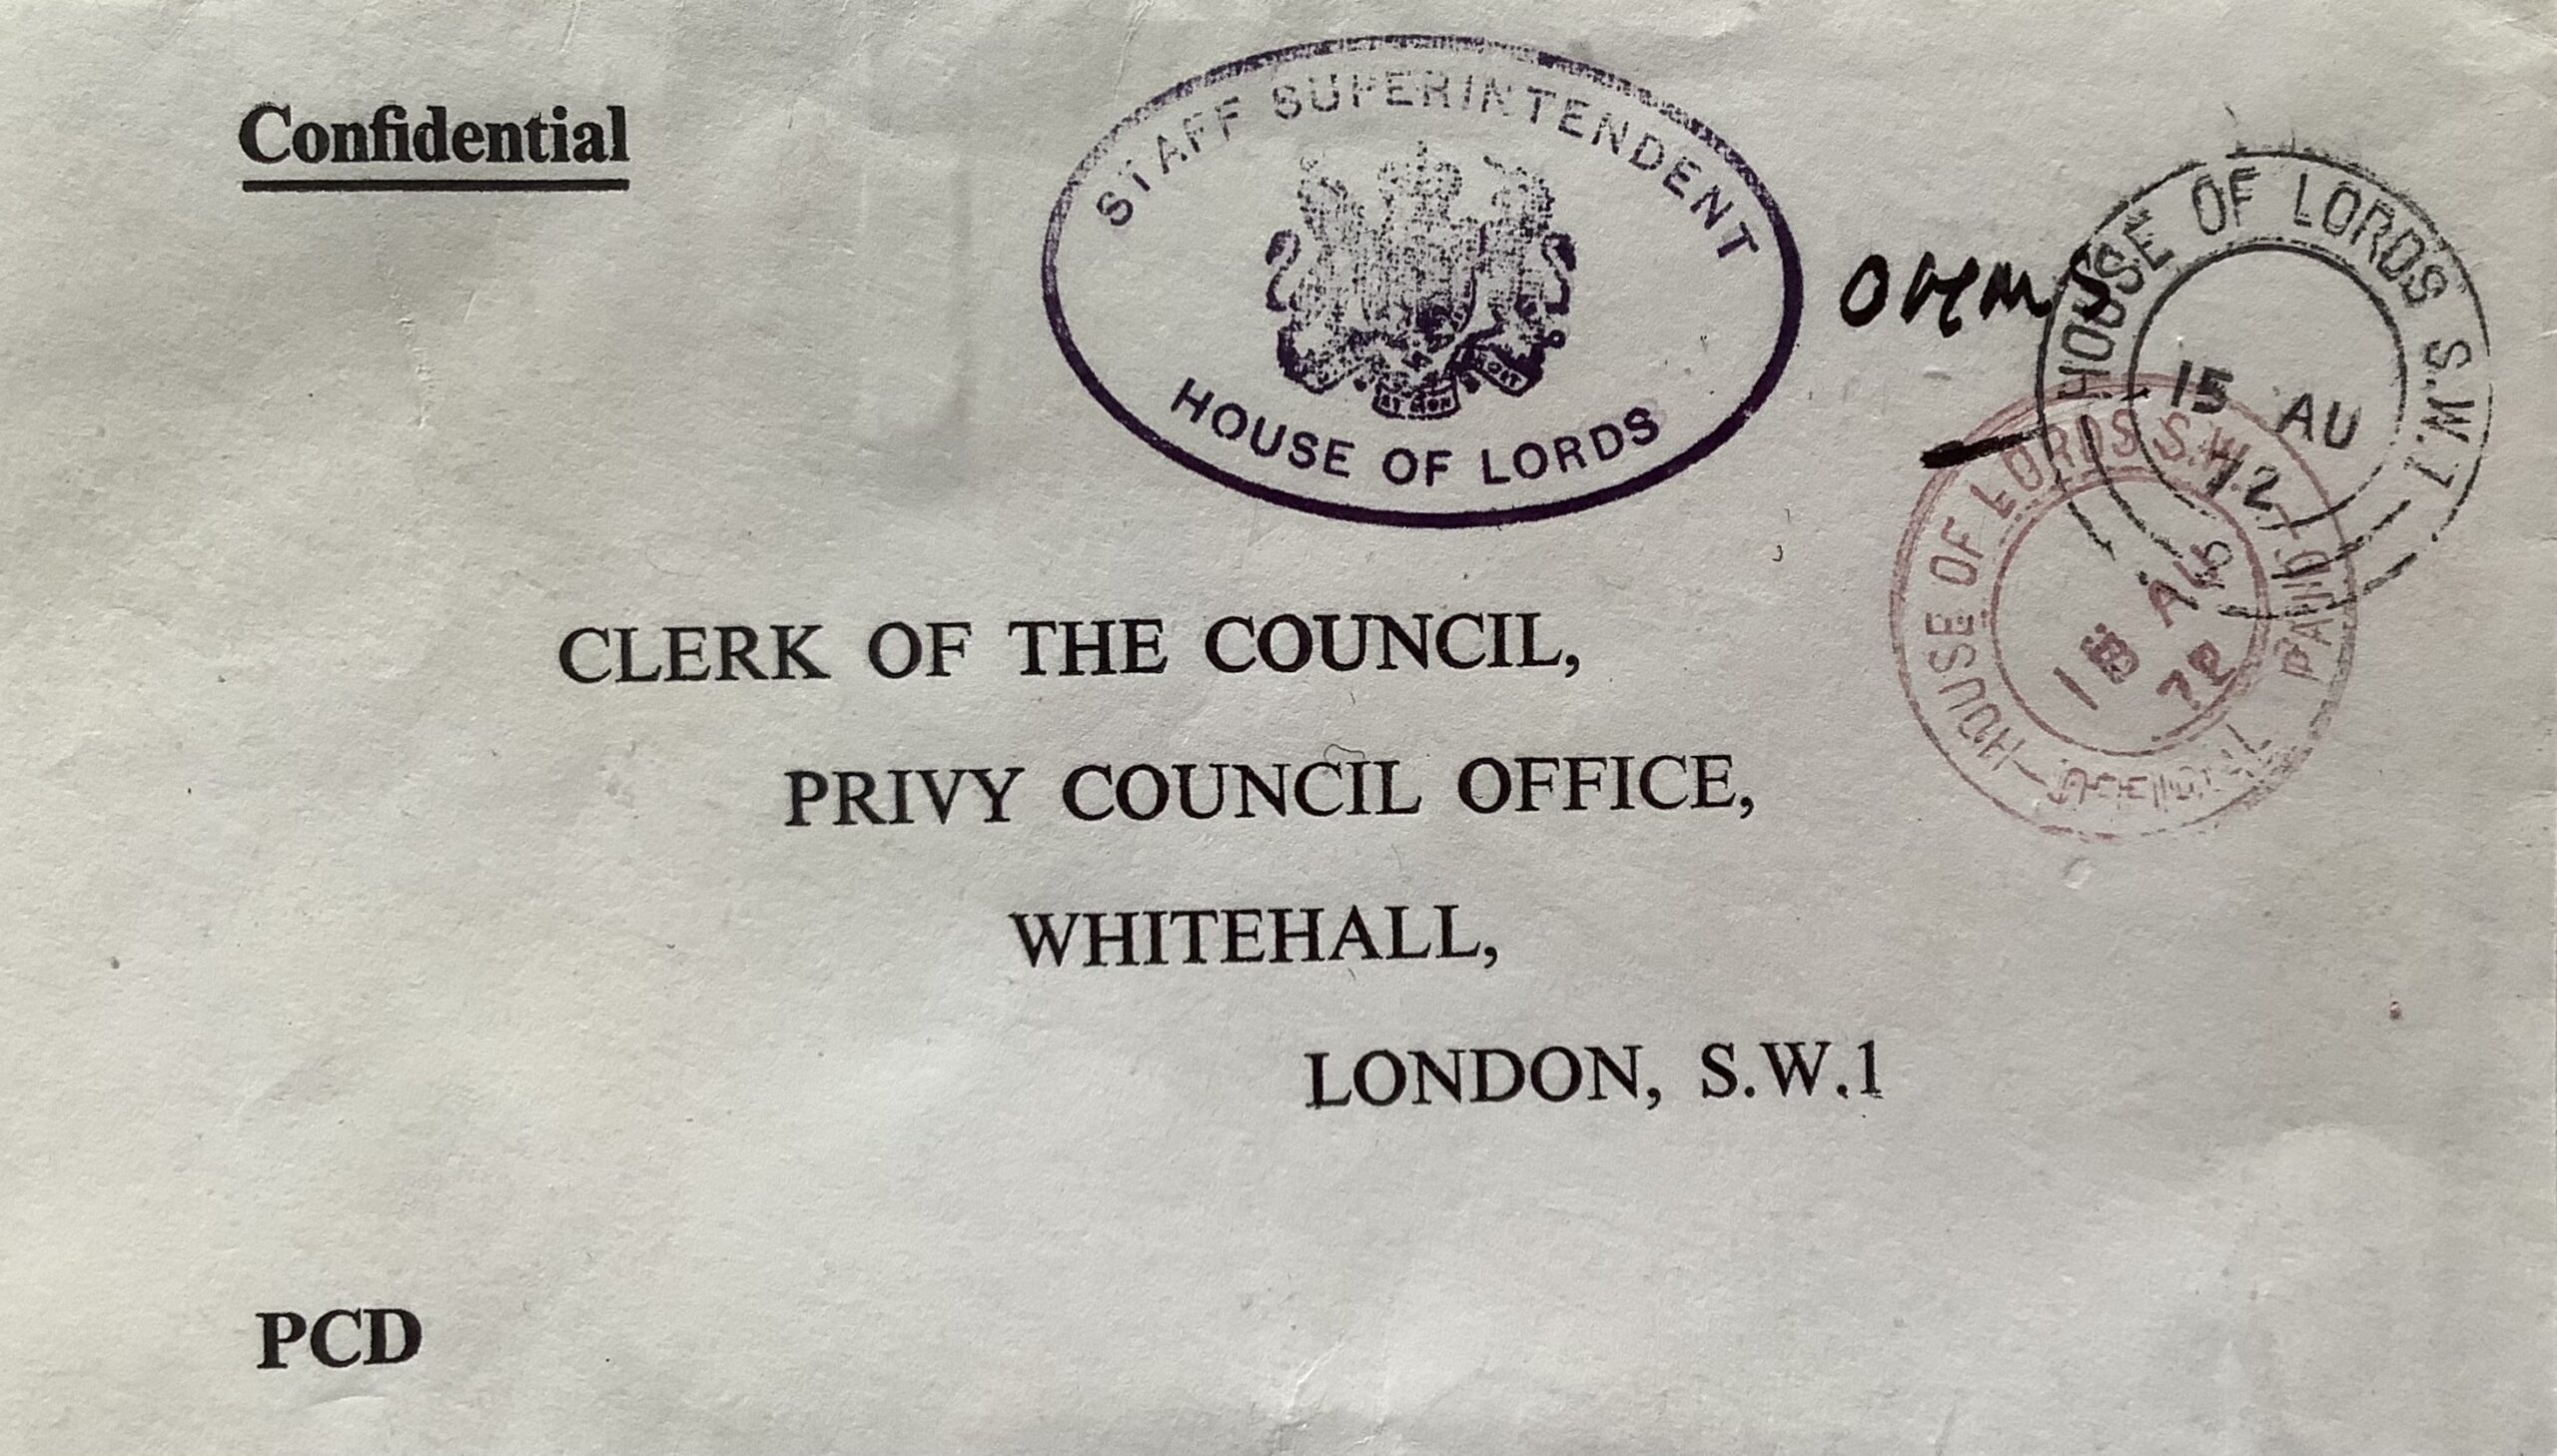 Confidential
STAFF SUPERINTENDENT
HOUSE OF LORDS
OHMS
HOUSE OF LORDS S.W.1
15 AU
72
HOUSE OF LORDS S.W.
PAID
AU
72
CLERK OF THE COUNCIL,
PRIVY COUNCIL OFFICE,
WHITEHALL,
LONDON, S.W.1
PCD